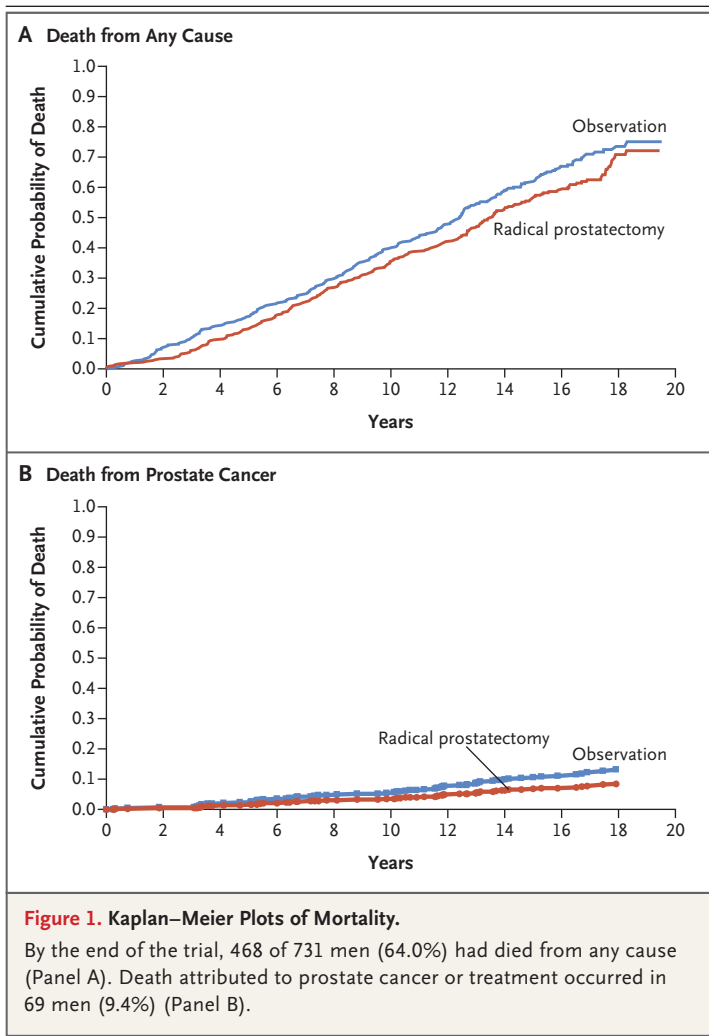 A Death from Any Cause
1.0
0.9
0.8
0.7
0.6
0.5
0.4
0.3
0.2
0.1
0.0
Cumulative Probability of Death
Observation
Radical prostatectomy
0 2 4 6 8 10 12 14 16 18 20
Years
B Death from Prostate Cancer
1.0
0.9
0.8
0.7
0.6
0.5
0.4
0.3
0.2
0.1
0.0
Cumulative Probability of Death
Radical prostatectomy
Observation
0 2 4 6 8 10 12 14 16 18 20
Years
Figure 1. Kaplan–Meier Plots of Mortality.
By the end of the trial, 468 of 731 men (64.0%) had died from any cause
(Panel A). Death attributed to prostate cancer or treatment occurred in
69 men (9.4%) (Panel B).